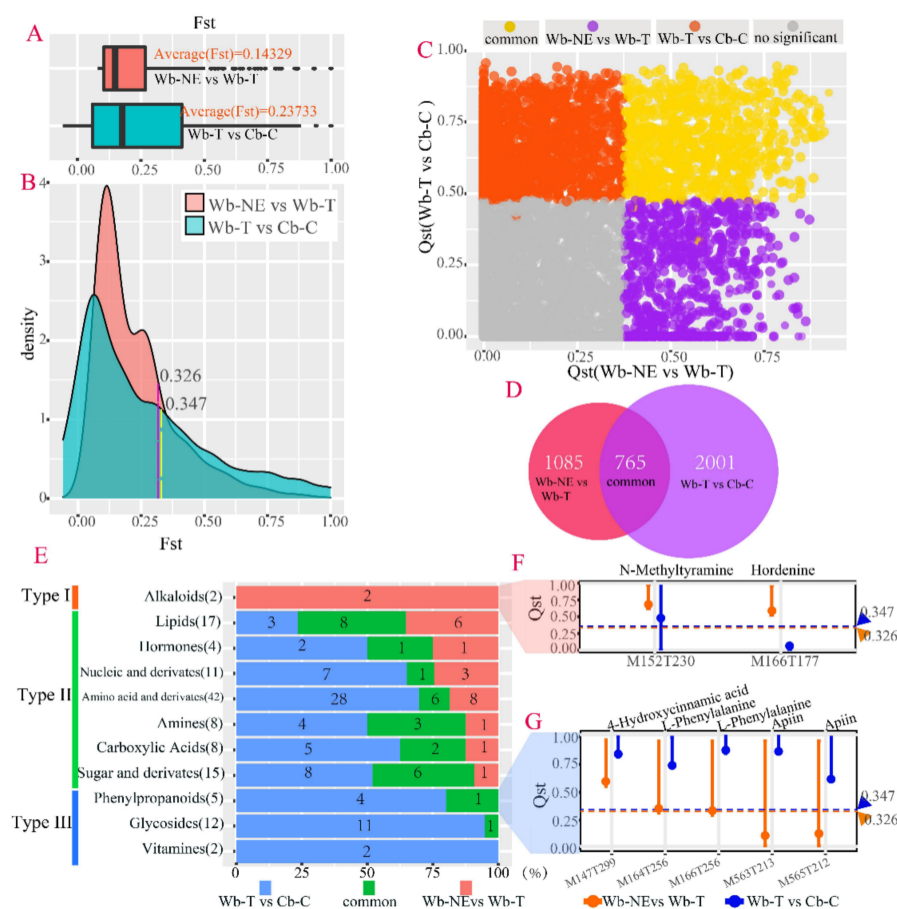 A
Fst
Average(Fst)=0.14329
Wb-NE vs Wb-T
Average(Fst)=0.23733
Wb-T vs Cb-C
0.00
0.25
0.50
0.75
1.00
B
4
3
2
1
0
density
Wb-NE vs Wb-T
Wb-T vs Cb-C
0.326
0.347
0.00
0.25
0.50
0.75
1.00
Fst
C
common
Wb-NE vs Wb-T
Wb-T vs Cb-C
no significant
1.00
0.75
0.50
0.25
0.00
Qst(Wb-T vs Cb-C )
0.00
0.25
0.50
0.75
Qst(Wb-NE vs Wb-T)
D
1085
Wb-NE vs
Wb-T
765
common
2001
Wb-T vs Cb-C
E
Type I
Type II
Type III
Alkaloids(2)
2
Lipids(17)
3 8 6
Hormones(4)
2 1 1
Nucleic and derivates(11)
7 1 3
Amino acid and derivates(42)
28 6 8
Amines(8)
4 3 1
Carboxylic Acids(8)
5 2 1
Sugar and derivates(15)
8 6 1
Phenylpropanoids(5)
4 1
Glycosides(12)
11 1
Vitamines(2)
2
0 25 50 75 100 (%)
Wb-T vs Cb-C
common
Wb-NEvs Wb-T
F
N-Methyltyramine
Hordenine
1.00
0.75
0.50
0.25
0.00
Qst
0.347
0.326
M152T230
M166T177
G
4-Hydroxycinnamic acid
L-Phenylalanine
L-Phenylalanine
Apiin
Apiin
1.00
0.75
0.50
0.25
0.00
Qst
0.347
0.326
M147T299
M164T256
M166T256
M563T213
M565T212
Wb-NEvs Wb-T
Wb-T vs Cb-C